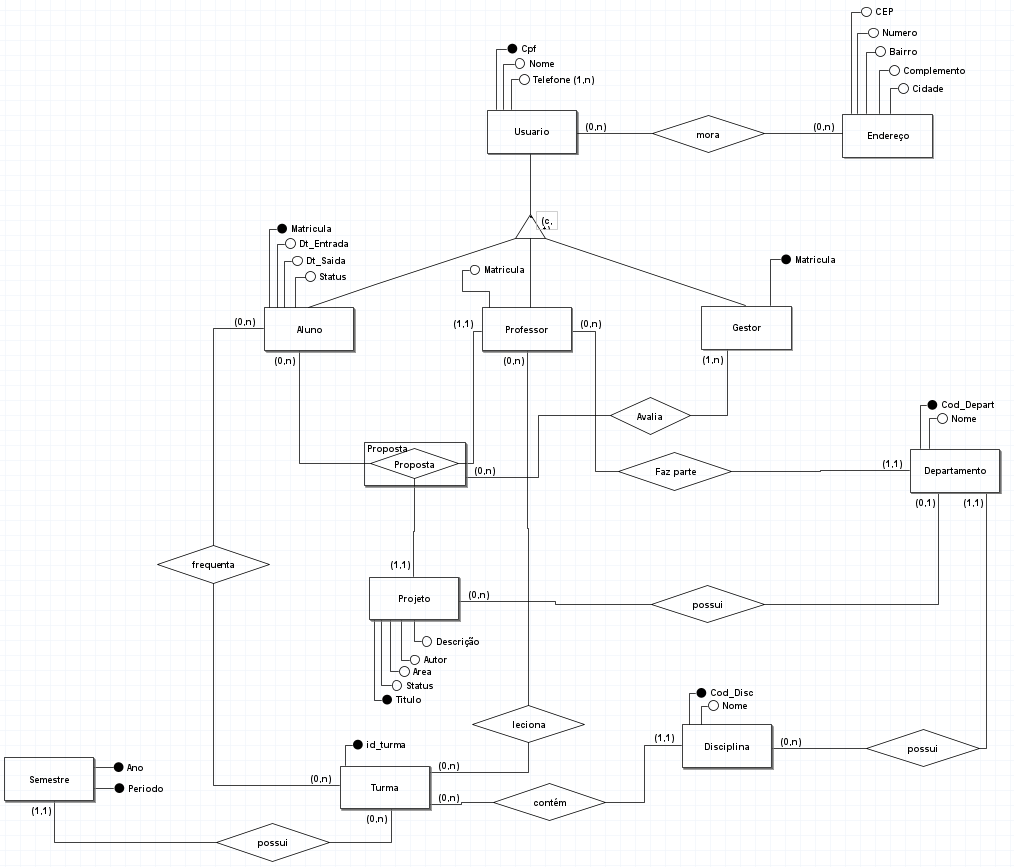 CEP
Numero
Bairro
Complemento
Cidade
Cpf
Nome
Telefone (1,n)
Usuario
(0,n)
mora
(0,n)
Endereço
(c,
Matricula
Dt_Entrada
Dt_Saida
Status
Matricula
Matricula
(0,n)
Aluno
(1,1)
Professor
(0,n)
Gestor
(0,n)
(0,n)
(1,n)
Avalia
Cod_Depart
Nome
Proposta
Proposta
(0,n)
Faz parte
(1,1)
Departamento
(0,1)
(1,1)
frequenta
(1,1)
Projeto
(0,n)
possui
Descrição
Autor
Area
Status
Titulo
Cod_Disc
Nome
leciona
id_turma
(1,1)
Disciplina
(0,n)
possui
Semestre
Ano
Periodo
(0,n)
Turma
(0,n)
(0,n)
contém
(1,1)
(0,n)
possui